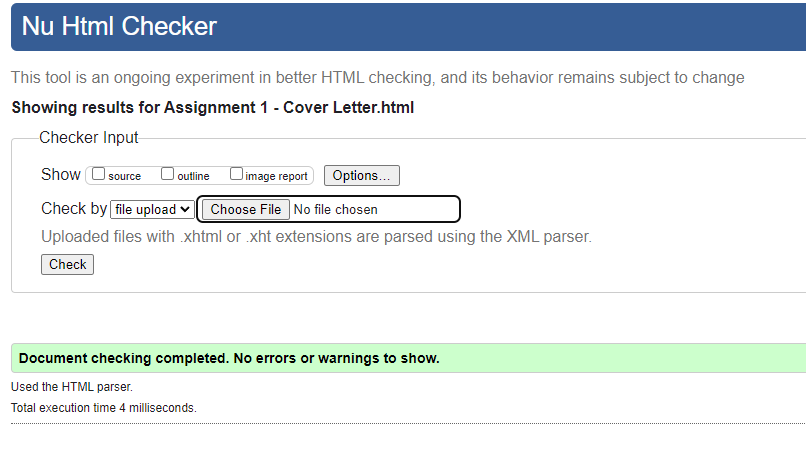 Nu Html Checker
This tool is an ongoing experiment in better HTML checking, and its behavior remains subject to change
Showing results for Assignment 1 - Cover Letter.html
Checker Input
Show source outline image report Options...
Check by file upload Choose File No file chosen
Uploaded files with .xhtml or .xht extensions are parsed using the XML parser.
Check
Document checking completed. No errors or warnings to show.
Used the HTML parser.
Total execution time 4 milliseconds.